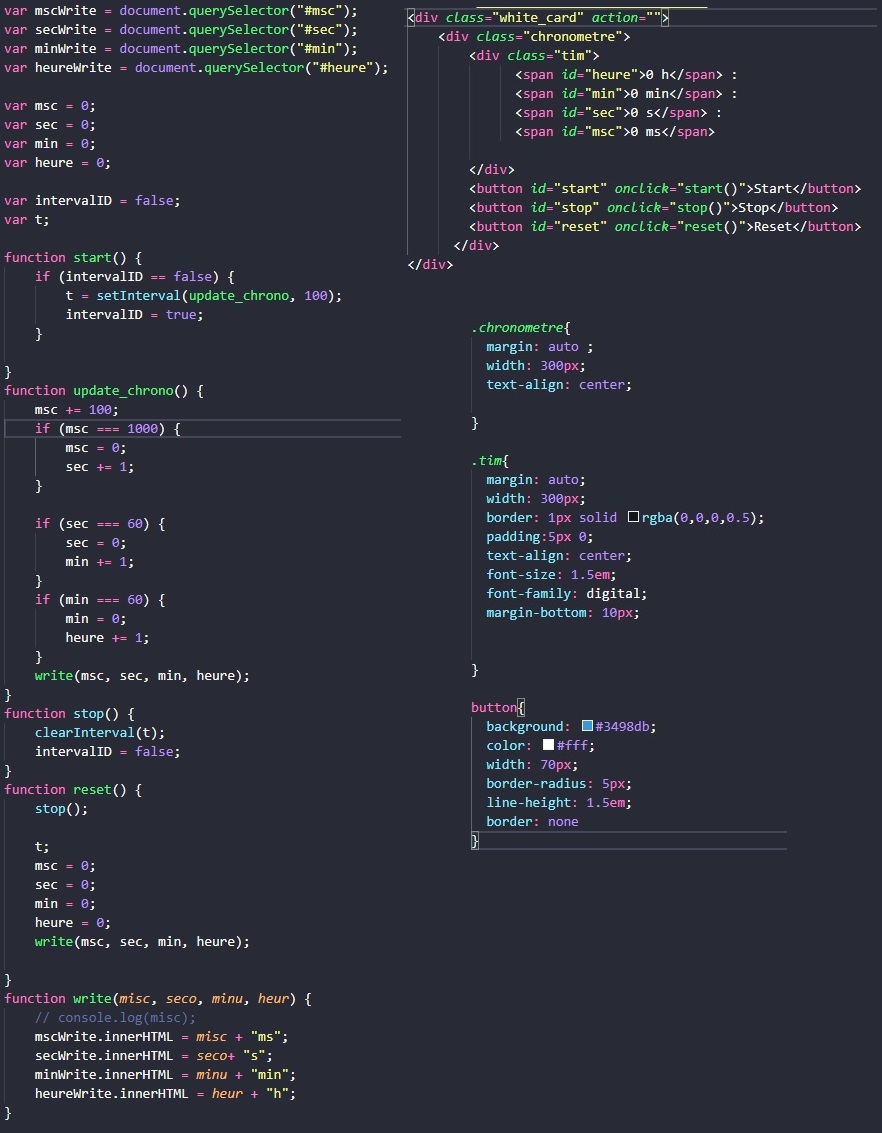 var mscWrite = document.querySelector("#msc");
var secWrite = document.querySelector("#sec");
var minWrite = document.querySelector("#min");
var heureWrite = document.querySelector("#heure");
var msc = 0;
var sec = 0;
var min = 0;
var heure = 0;
var intervalID = false;
var t;
function start() {
if (intervalID == false) {
t = setInterval(update_chrono, 100);
intervalID = true;
}
}
function update_chrono() {
msc += 100;
if (msc === 1000) {
msc = 0;
sec += 1;
}
if (sec === 60) {
sec = 0;
min += 1;
}
if (min === 60) {
min = 0;
heure += 1;
}
write(msc, sec, min, heure);
}
function stop() {
clearInterval(t);
intervalID = false;
}
function reset() {
stop();
t;
msc = 0;
sec = 0;
min = 0;
heure = 0;
write(msc, sec, min, heure);
}
function write(misc, seco, minu, heur) {
// console.log(misc);
mscWrite.innerHTML = misc + "ms";
secWrite.innerHTML = seco+ "s";
minWrite.innerHTML = minu + "min";
heureWrite.innerHTML = heur + "h";
}
<div class="white_card" action="">
<div class="chronometre">
<div class="tim">
<span id="heure">0 h</span> :
<span id="min">0 min</span> :
<span id="sec">0 s</span> :
<span id="msc">0 ms</span>
</div>
<button id="start" onclick="start()">Start</button>
<button id="stop" onclick="stop()">Stop</button>
<button id="reset" onclick="reset()">Reset</button>
</div>
</div>
.chronometre{
margin: auto ;
width: 300px;
text-align: center;
}
.tim{
margin: auto;
width: 300px;
border: 1px solid rgba(0,0,0,0.5);
padding:5px 0;
text-align: center;
font-size: 1.5em;
font-family: digital;
margin-bottom: 10px;
}
button{
background: #3498db;
color: #fff;
width: 70px;
border-radius: 5px;
line-height: 1.5em;
border: none
}